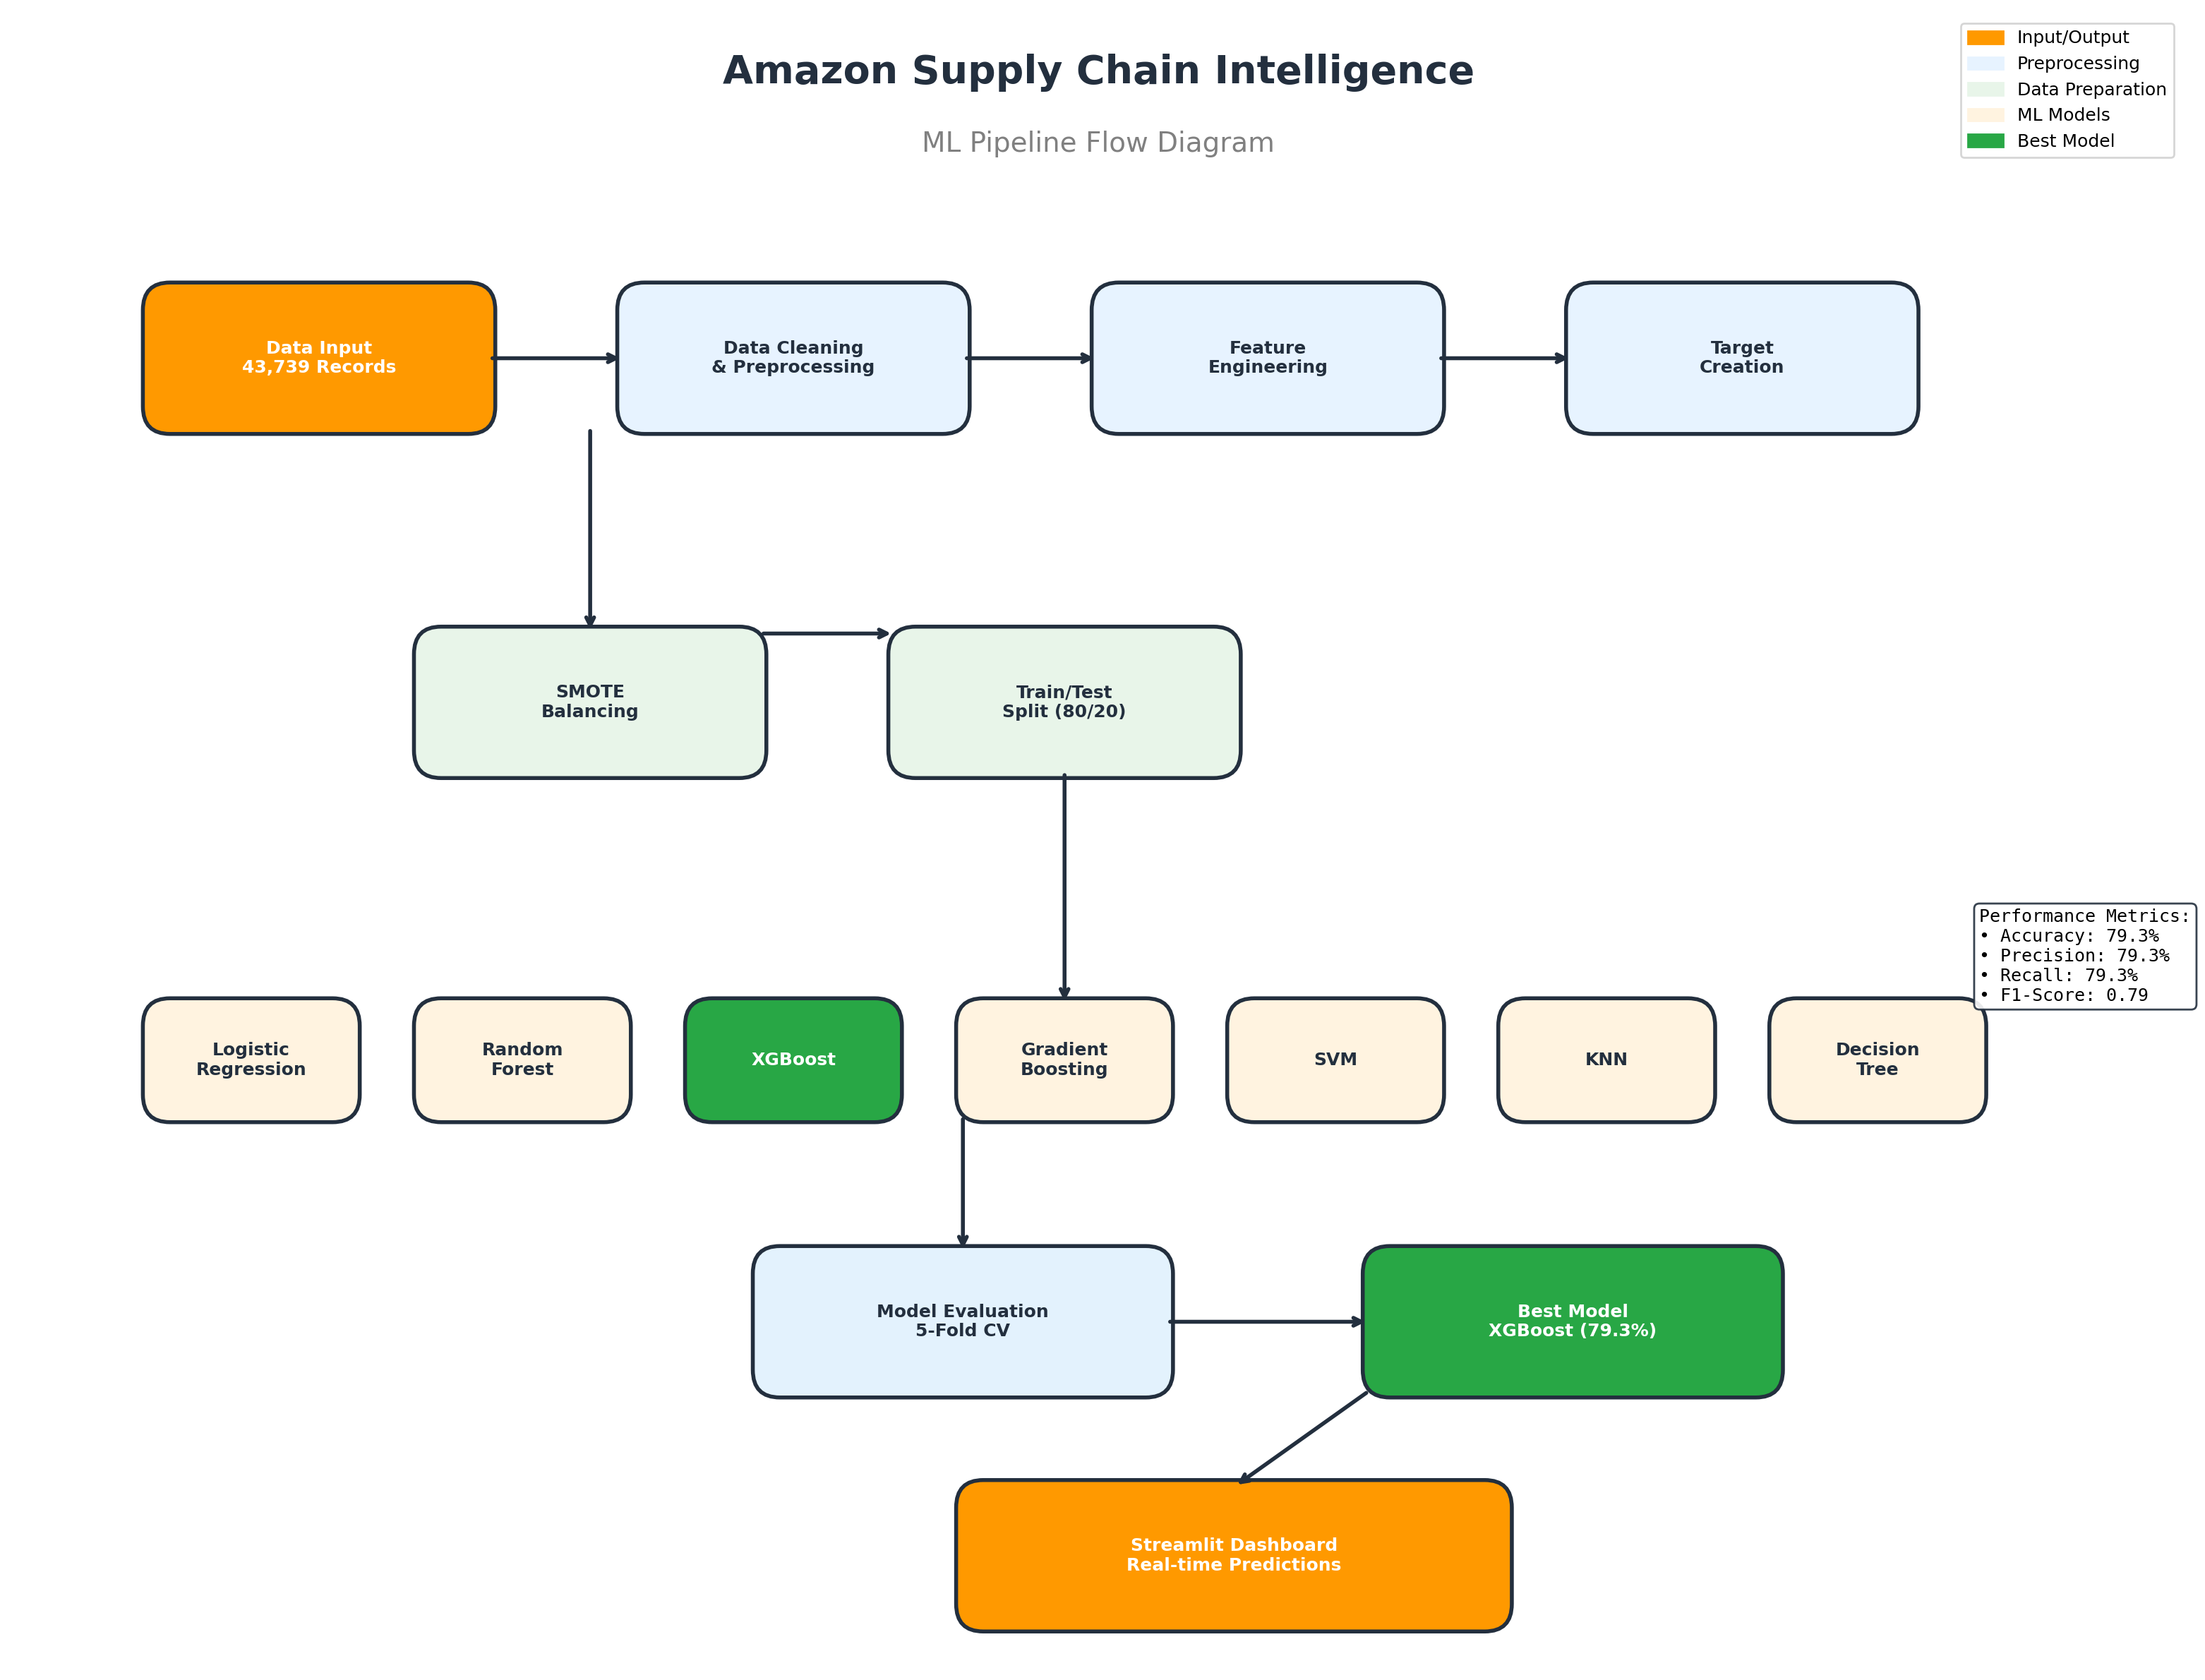 Amazon Supply Chain Intelligence
ML Pipeline Flow Diagram
Input/Output
Preprocessing
Data Preparation
ML Models
Best Model
Data Input
43,739 Records
Data Cleaning
& Preprocessing
Feature
Engineering
Target
Creation
SMOTE
Balancing
Train/Test
Split (80/20)
Performance Metrics:
• Accuracy: 79.3%
• Precision: 79.3%
• Recall: 79.3%
• F1-Score: 0.79
Logistic
Regression
Random
Forest
XGBoost
Gradient
Boosting
SVM
KNN
Decision
Tree
Model Evaluation
5-Fold CV
Best Model
XGBoost (79.3%)
Streamlit Dashboard
Real-time Predictions